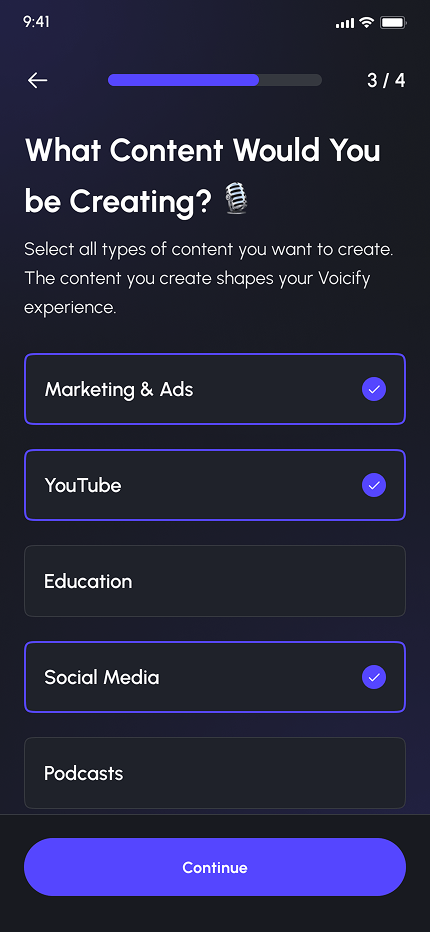 9:41
3 / 4
What Content Would You
be Creating? 🎙️
Select all types of content you want to create.
The content you create shapes your Voicify
experience.
Marketing & Ads
YouTube
Education
Social Media
Podcasts
Continue